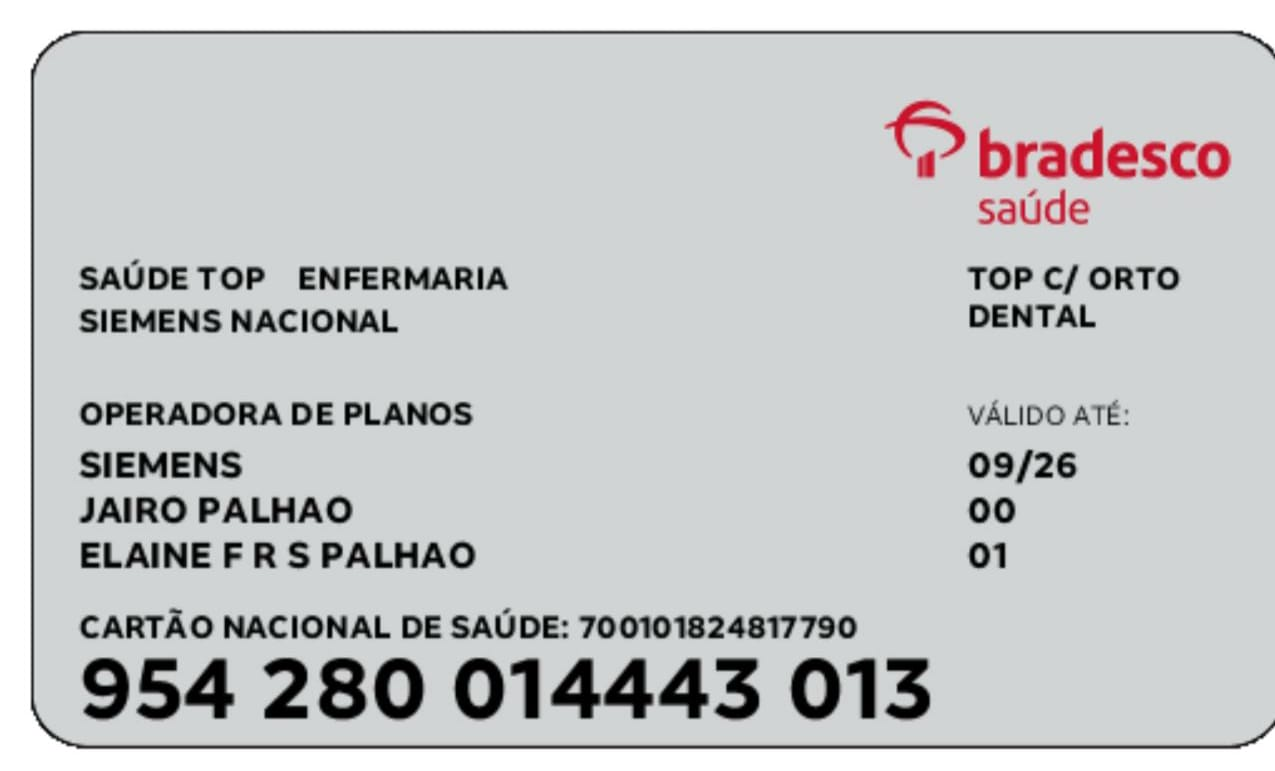 bradesco
saúde
SAÚDE TOP ENFERMARIA
SIEMENS NACIONAL
TOP C/ ORTO
DENTAL
OPERADORA DE PLANOS
VÁLIDO ATÉ:
SIEMENS
09/26
JAIRO PALHAO
00
ELAINE F R S PALHAO
01
CARTÃO NACIONAL DE SAÚDE: 700101824817790
954 280 014443 013